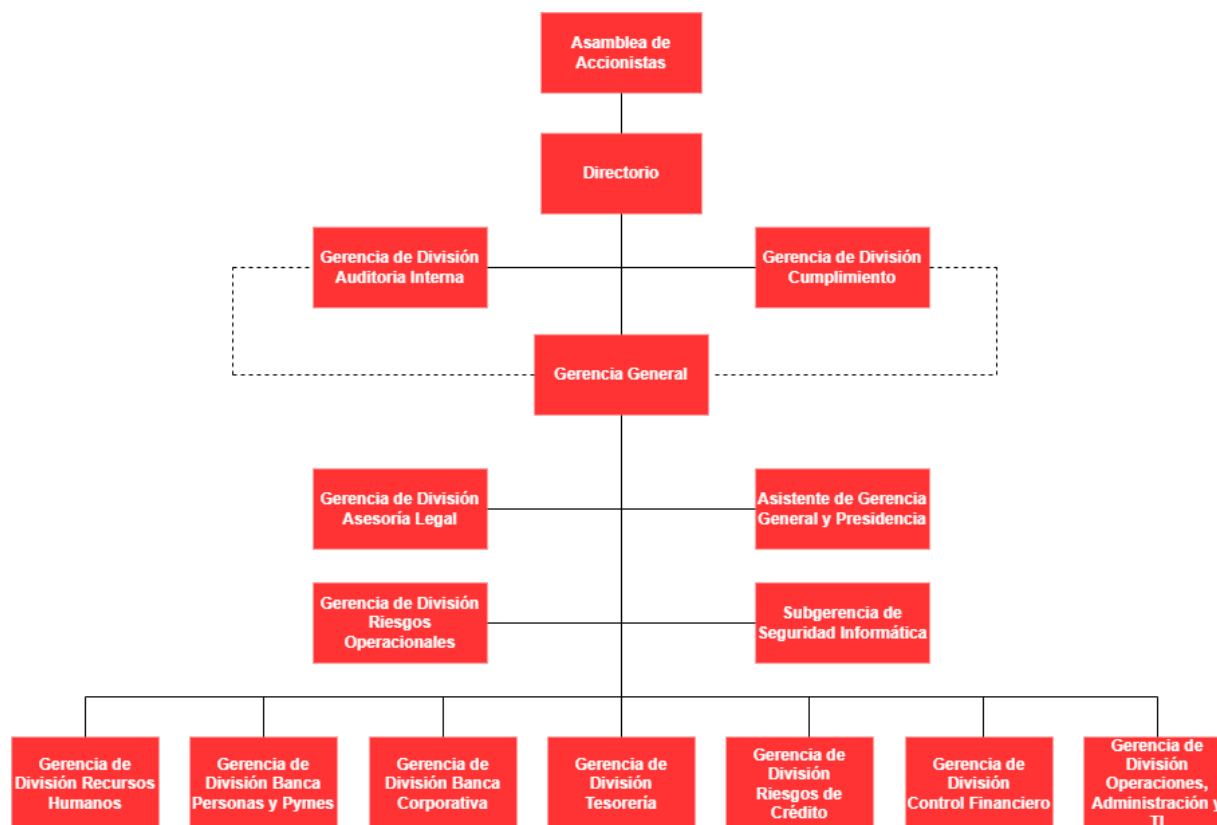 Asamblea de
Accionistas
Directorio
Gerencia de División
Auditoria Interna
Gerencia de División
Cumplimiento
Gerencia General
Gerencia de División
Asesoría Legal
Asistente de Gerencia
General y Presidencia
Gerencia de División
Riesgos
Operacionales
Subgerencia de
Seguridad Informática
Gerencia de
División Recursos
Humanos
Gerencia de
División Banca
Personas y Pymes
Gerencia de
División Banca
Corporativa
Gerencia de
División
Tesorería
Gerencia de
División
Riesgos de
Crédito
Gerencia de
División
Control Financiero
Gerencia de
División
Operaciones,
Administración y
TI